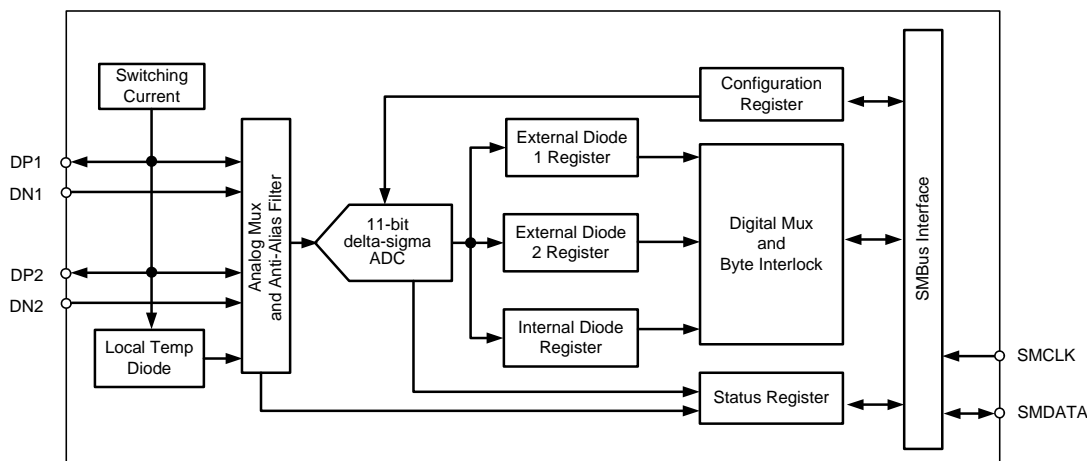 Switching
Current
DP1
DN1
DP2
DN2
Local Temp
Diode
Analog Mux
and Anti-Alias Filter
11-bit
delta-sigma
ADC
External Diode
1 Register
External Diode
2 Register
Internal Diode
Register
Configuration
Register
Digital Mux
and
Byte Interlock
Status Register
SMBus Interface
SMCLK
SMDATA